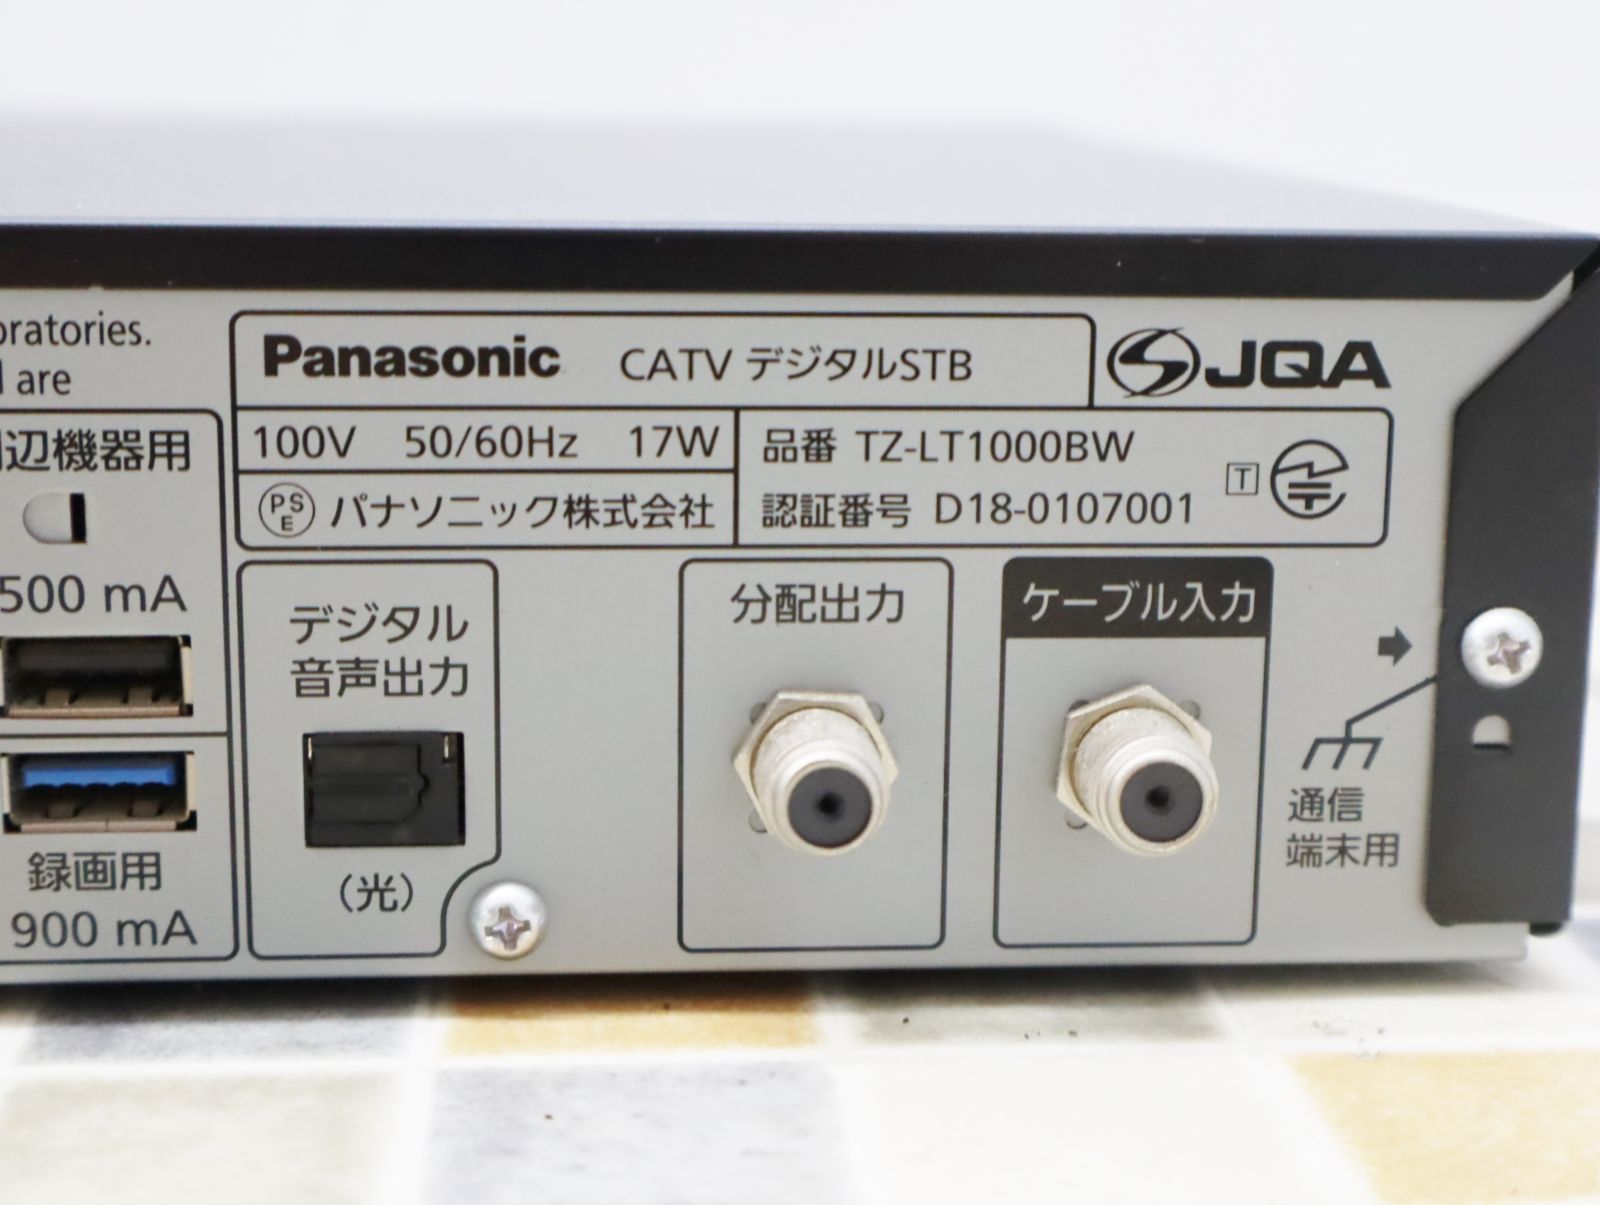 oratories.
are
Panasonic CATV デジタルSTB
JQA
辺機器用
100V 50/60Hz 17W
品番 TZ-LT1000BW
PSE パナソニック株式会社
認証番号 D18-0107001
T
500 mA
デジタル
音声出力
分配出力
ケーブル入力
通信
端末用
録画用
900 mA
(光)